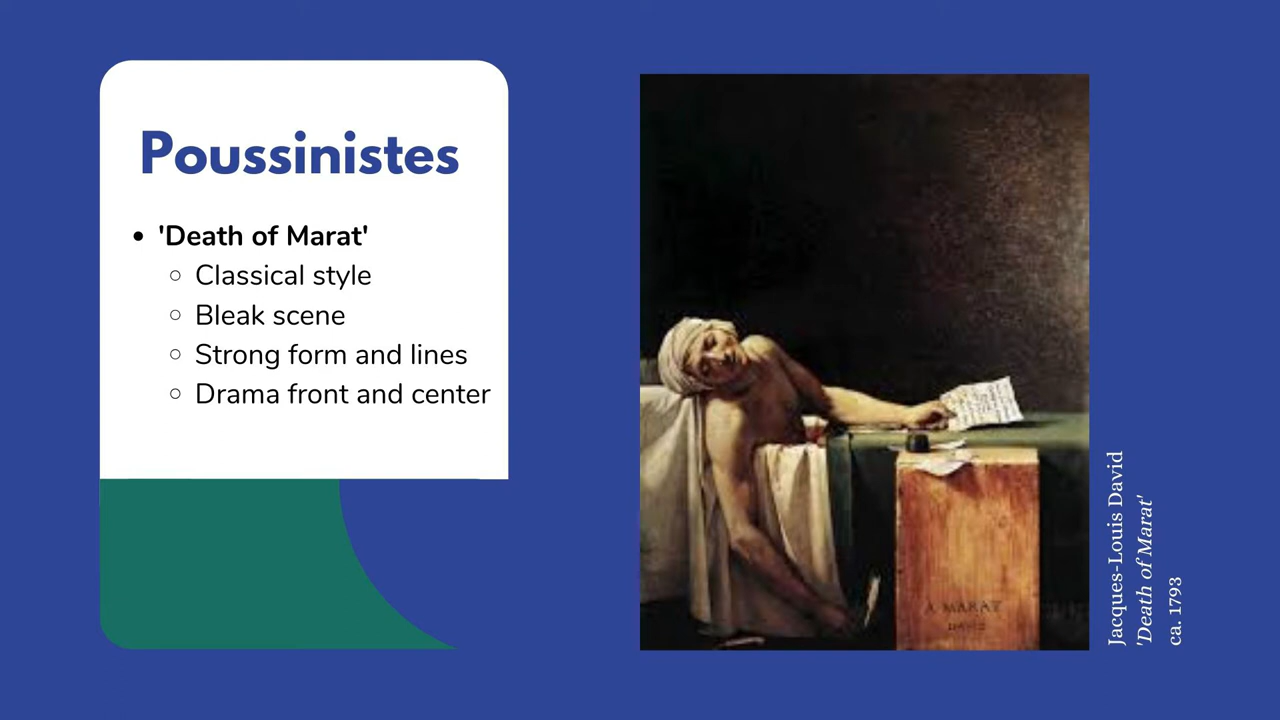 Poussinistes
'Death of Marat'
Classical style
Bleak scene
Strong form and lines
Drama front and center
À MARAT
DAVID
Jacques-Louis David
'Death of Marat'
ca. 1793